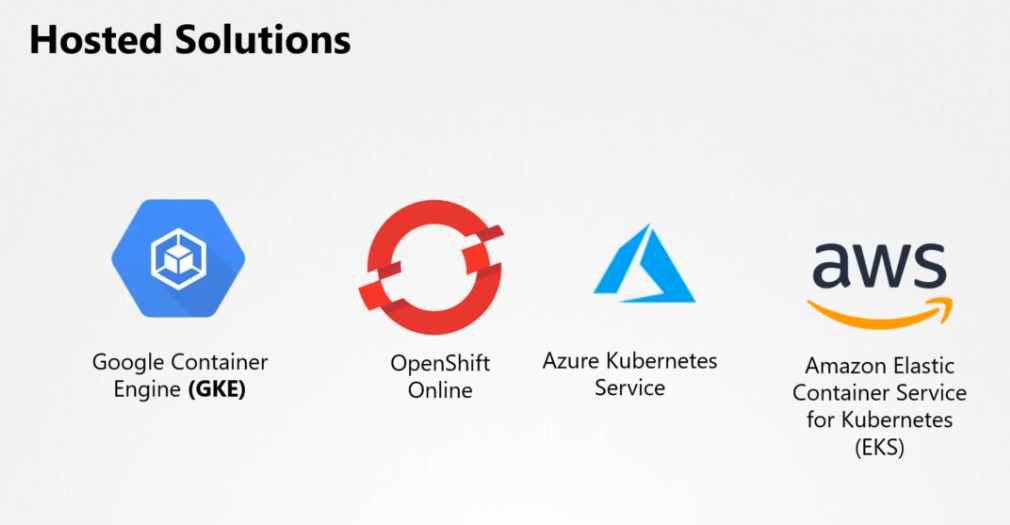 Hosted Solutions
aws
Google Container
Engine (GKE)
OpenShift
Online
Azure Kubernetes
Service
Amazon Elastic
Container Service
for Kubernetes
(EKS)